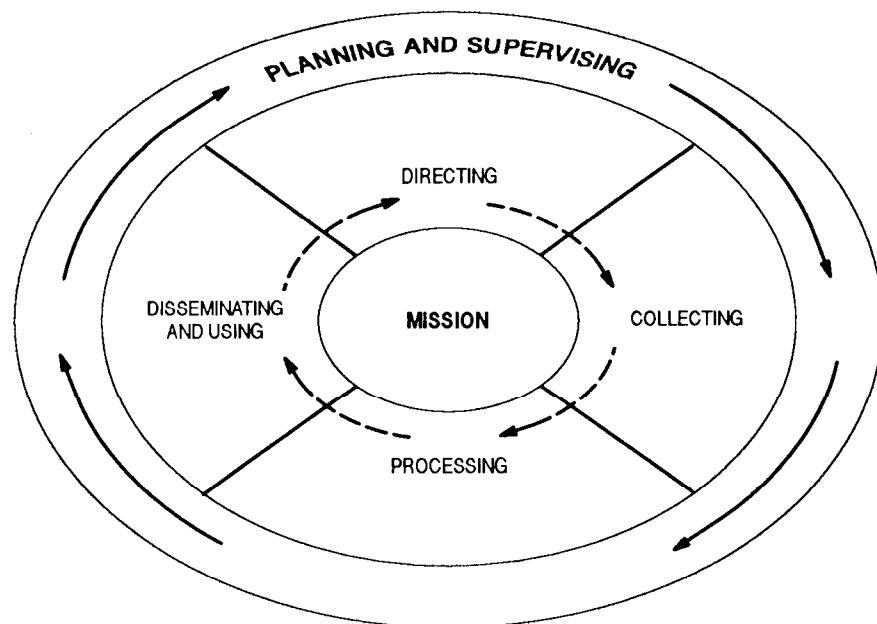 PLANNING AND SUPERVISING
DIRECTING
DISSEMINATING
AND USING
MISSION
COLLECTING
PROCESSING